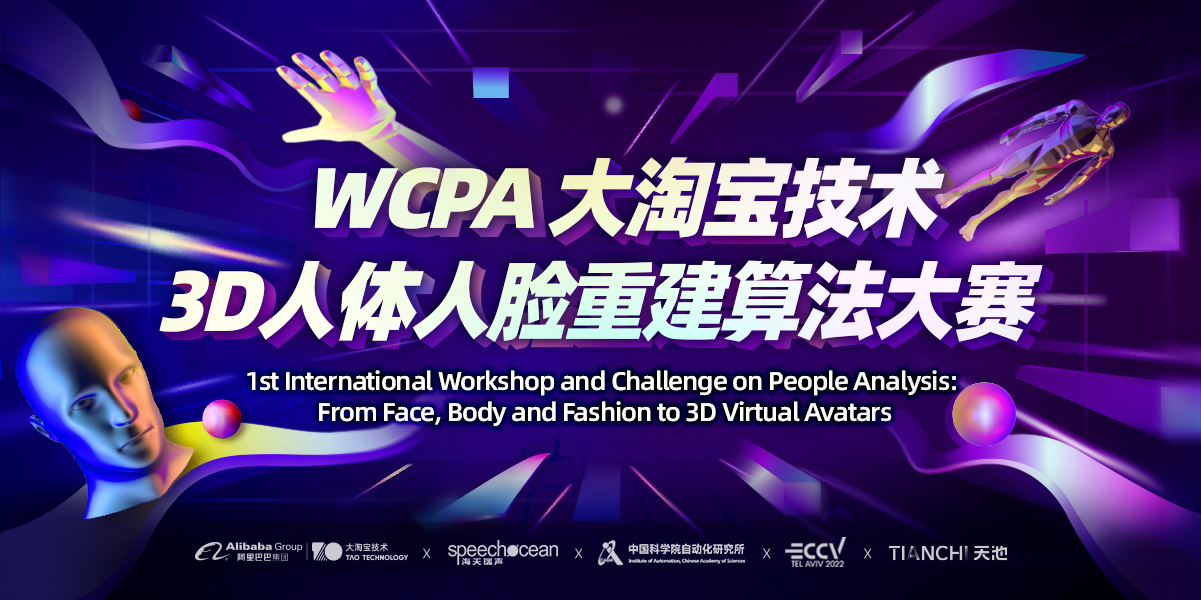 WCPA 大淘宝技术
3D人体人脸重建算法大赛
1st International Workshop and Challenge on People Analysis:
From Face, Body and Fashion to 3D Virtual Avatars
Alibaba Group
阿里巴巴集团
大淘宝技术
TAO TECHNOLOGY
x
speechocean
海天瑞声
x
中国科学院自动化研究所
Institute of Automation, Chinese Academy of Sciences
x
ECCV
TEL AVIV 2022
x
TIANCHI 天池